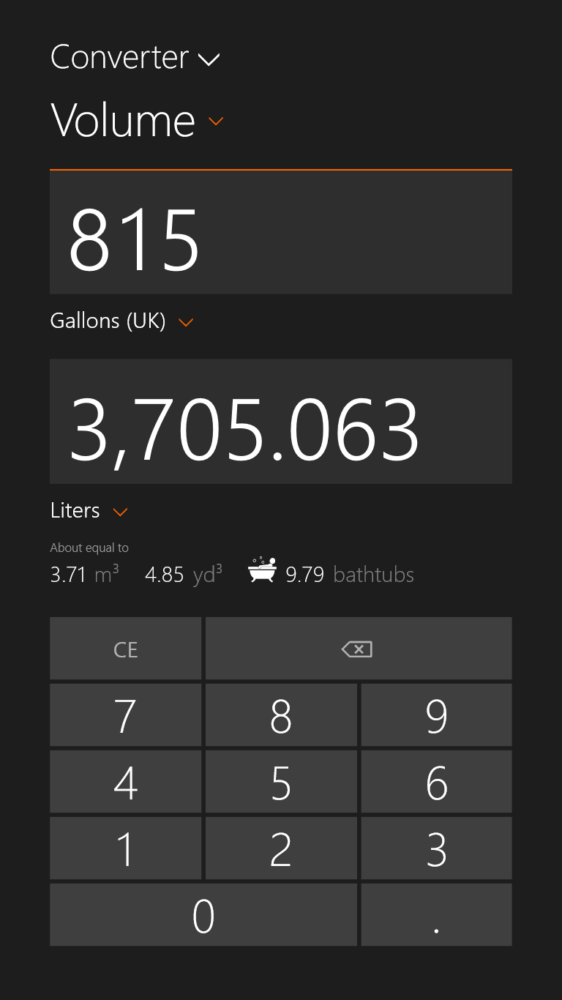 Converter
Volume
815
Gallons (UK)
3,705.063
Liters
About equal to
3.71 m³ 4.85 yd³ 9.79 bathtubs
CE
7 8 9
4 5 6
1 2 3
0 .